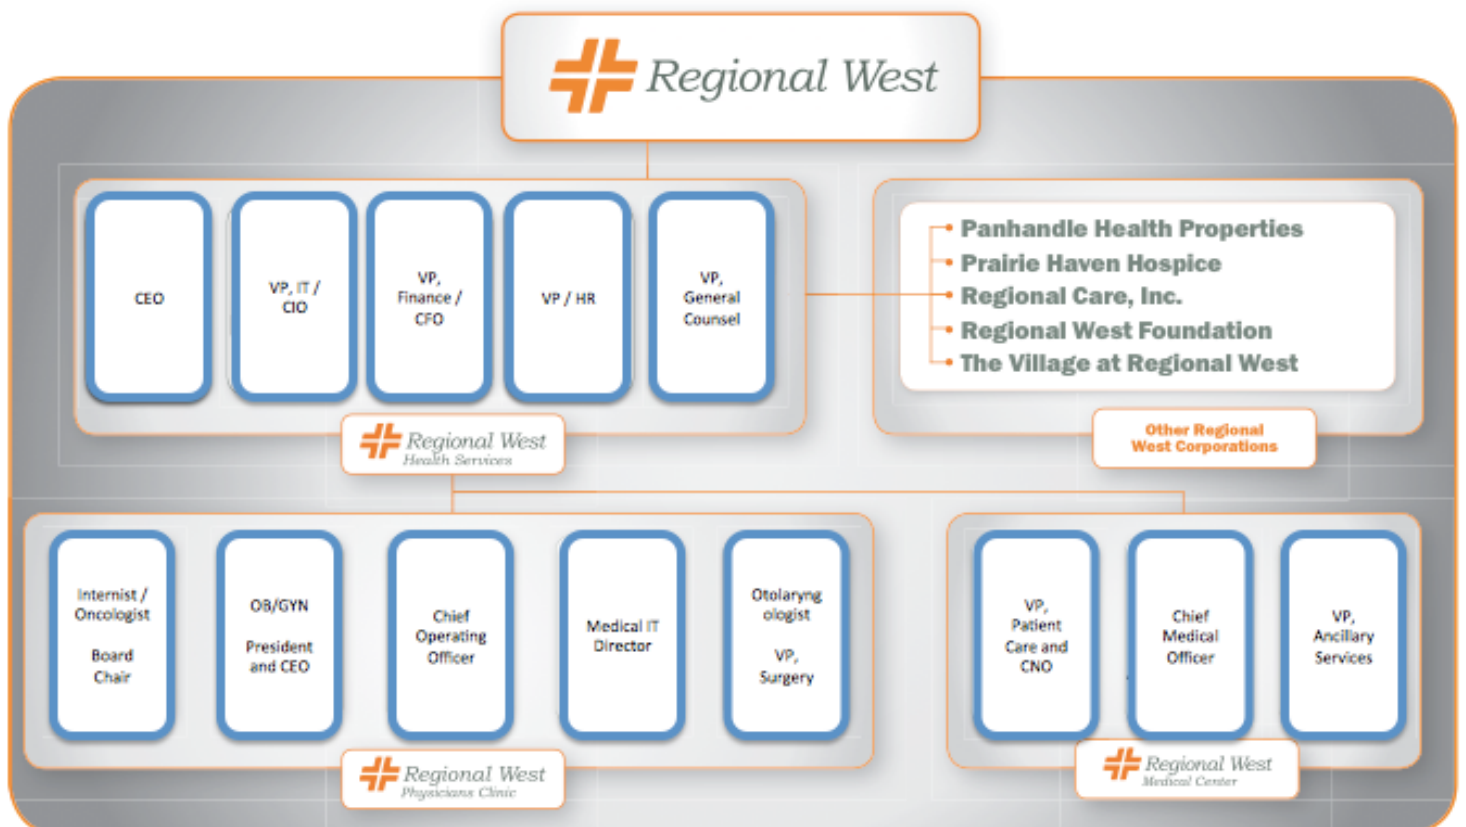 Regional West
CEO
VP, IT /
CIO
VP,
Finance /
CFO
VP / HR
VP,
General
Counsel
Regional West
Health Services
Panhandle Health Properties
Prairie Haven Hospice
Regional Care, Inc.
Regional West Foundation
The Village at Regional West
Other Regional
West Corporations
Internist /
Oncologist
Board
Chair
OB/GYN
President
and CEO
Chief
Operating
Officer
Medical IT
Director
Otolaryng
ologist
VP,
Surgery
Regional West
Physicians Clinic
VP,
Patient
Care and
CNO
Chief
Medical
Officer
VP,
Ancillary
Services
Regional West
Medical Center